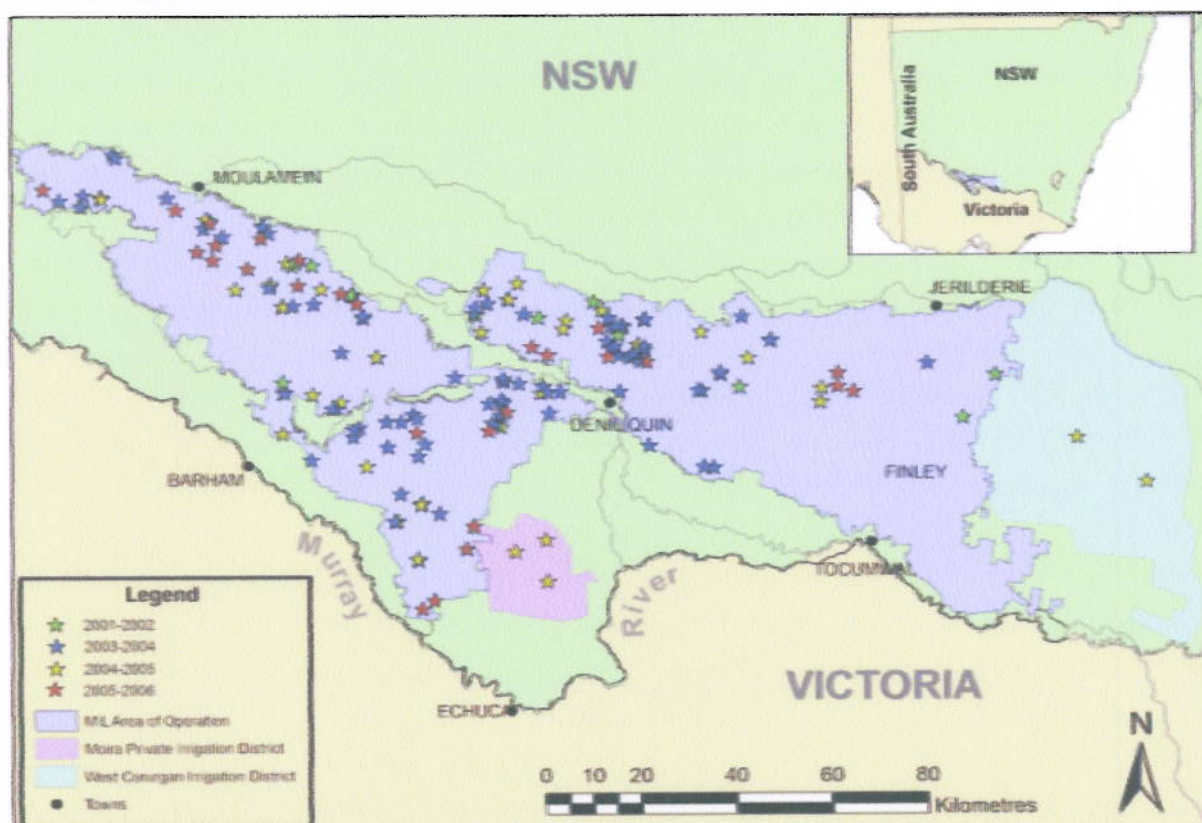 NSW
NSW
South Australia
Victoria
MOULAMEIN
JERILDERIE
DENILIQUIN
FINLEY
BARHAM
TOCUMWAL
Murray
River
ECHUCA
VICTORIA
Legend
2001-2002
2003-2004
2004-2005
2005-2006
MIL Area of Operation
Moira Private Irrigation District
West Corurgan Irrigation District
Towns
N
0 10 20 40 60 80
Kilometres